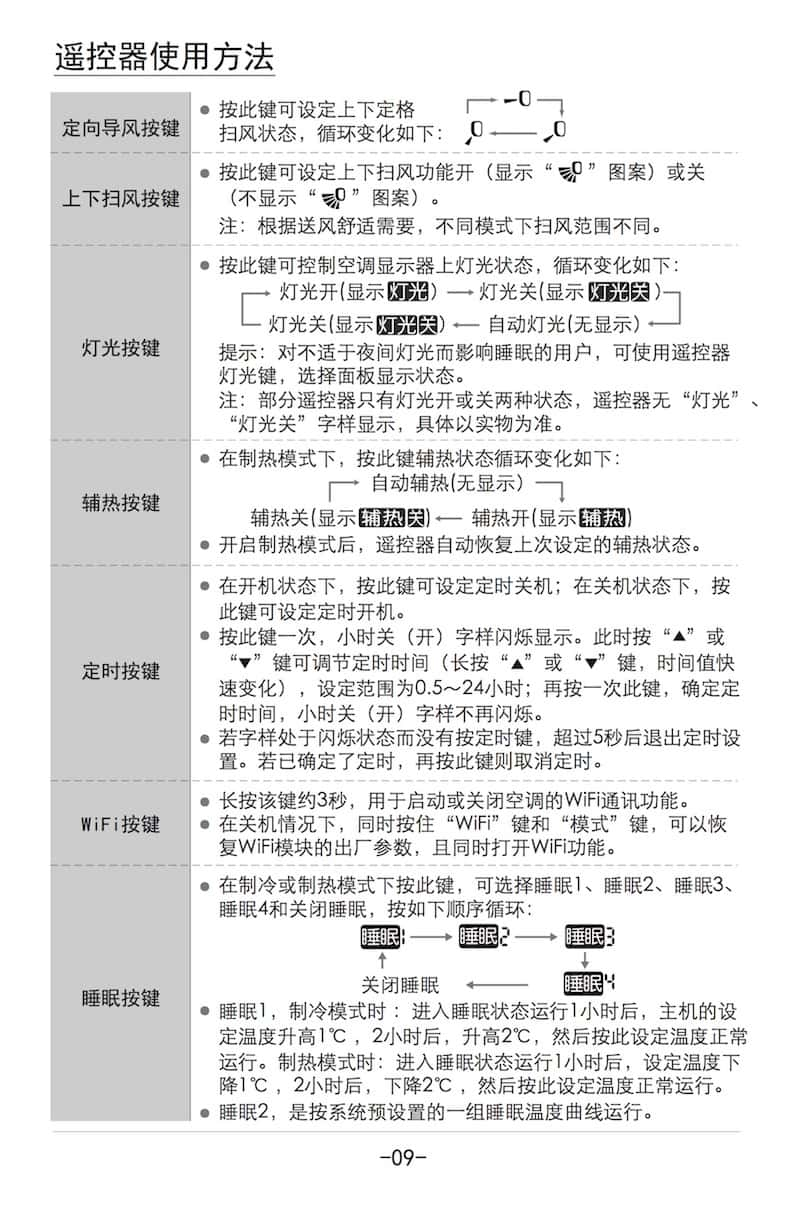 遥控器使用方法
定向导风按键
● 按此键可设定上下定格
扫风状态，循环变化如下：
上下扫风按键
● 按此键可设定上下扫风功能开（显示“ ”图案）或关
（不显示“ ”图案）。
注：根据送风舒适需要，不同模式下扫风范围不同。
灯光按键
● 按此键可控制空调显示器上灯光状态，循环变化如下：
灯光开(显示 灯光) → 灯光关(显示 灯光关)
灯光关(显示 灯光关) ← 自动灯光(无显示)
提示：对不适于夜间灯光而影响睡眠的用户，可使用遥控器
灯光键，选择面板显示状态。
注：部分遥控器只有灯光开或关两种状态，遥控器无“灯光”、
“灯光关”字样显示，具体以实物为准。
辅热按键
● 在制热模式下，按此键辅热状态循环变化如下：
自动辅热(无显示)
辅热关(显示 辅热关) ← 辅热开(显示 辅热)
● 开启制热模式后，遥控器自动恢复上次设定的辅热状态。
定时按键
● 在开机状态下，按此键可设定定时关机；在关机状态下，按
此键可设定定时开机。
● 按此键一次，小时关（开）字样闪烁显示。此时按“▲”或
“▼”键可调节定时时间（长按“▲”或“▼”键，时间值快
速变化），设定范围为0.5～24小时；再按一次此键，确定定
时时间，小时关（开）字样不再闪烁。
● 若字样处于闪烁状态而没有按定时键，超过5秒后退出定时设
置。若已确定了定时，再按此键则取消定时。
WiFi按键
● 长按该键约3秒，用于启动或关闭空调的WiFi通讯功能。
● 在关机情况下，同时按住“WiFi”键和“模式”键，可以恢
复WiFi模块的出厂参数，且同时打开WiFi功能。
睡眠按键
● 在制冷或制热模式下按此键，可选择睡眠1、睡眠2、睡眠3、
睡眠4和关闭睡眠，按如下顺序循环：
睡眠1 → 睡眠2 → 睡眠3
关闭睡眠 ← 睡眠4
● 睡眠1，制冷模式时：进入睡眠状态运行1小时后，主机的设
定温度升高1℃，2小时后，升高2℃，然后按此设定温度正常
运行。制热模式时：进入睡眠状态运行1小时后，设定温度下
降1℃，2小时后，下降2℃，然后按此设定温度正常运行。
● 睡眠2，是按系统预设置的一组睡眠温度曲线运行。
-09-